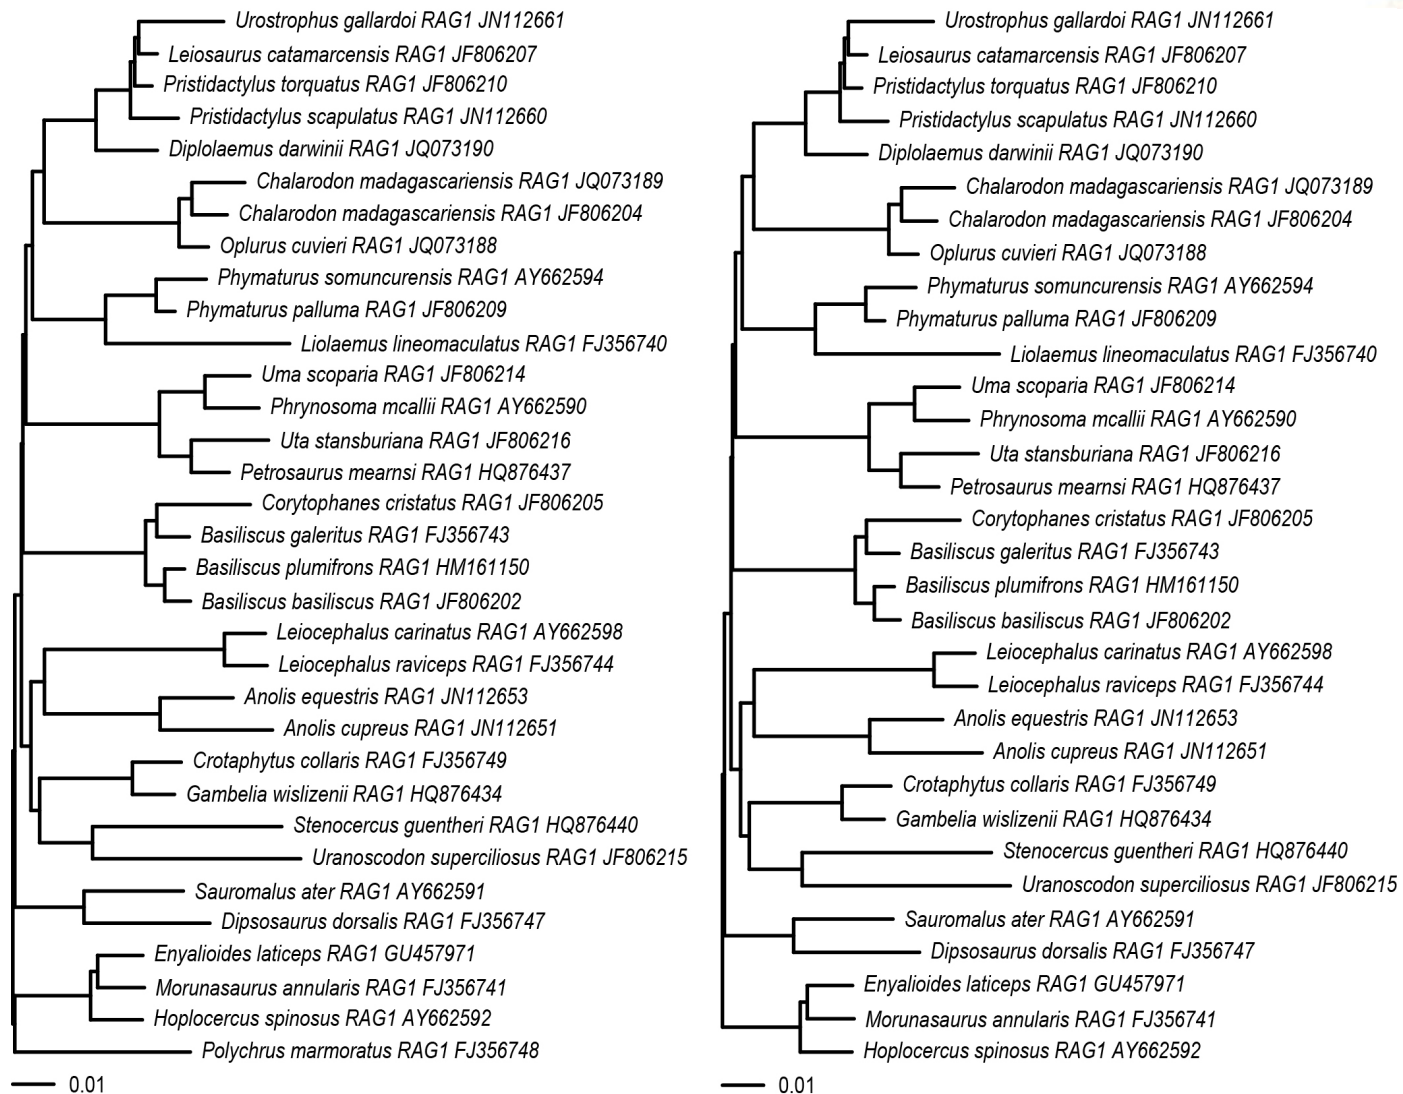 Urostrophus gallardoi RAG1 JN112661
Leiosaurus catamarcensis RAG1 JF806207
Pristidactylus torquatus RAG1 JF806210
Pristidactylus scapulatus RAG1 JN112660
Diplolaemus darwinii RAG1 JQ073190
Chalarodon madagascariensis RAG1 JQ073189
Chalarodon madagascariensis RAG1 JF806204
Oplurus cuvieri RAG1 JQ073188
Phymaturus somuncurensis RAG1 AY662594
Phymaturus palluma RAG1 JF806209
Liolaemus lineomaculatus RAG1 FJ356740
Uma scoparia RAG1 JF806214
Phrynosoma mcallii RAG1 AY662590
Uta stansburiana RAG1 JF806216
Petrosaurus mearnsi RAG1 HQ876437
Corytophanes cristatus RAG1 JF806205
Basiliscus galeritus RAG1 FJ356743
Basiliscus plumifrons RAG1 HM161150
Basiliscus basiliscus RAG1 JF806202
Leiocephalus carinatus RAG1 AY662598
Leiocephalus raviceps RAG1 FJ356744
Anolis equestris RAG1 JN112653
Anolis cupreus RAG1 JN112651
Crotaphytus collaris RAG1 FJ356749
Gambelia wislizenii RAG1 HQ876434
Stenocercus guentheri RAG1 HQ876440
Uranoscodon superciliosus RAG1 JF806215
Sauromalus ater RAG1 AY662591
Dipsosaurus dorsalis RAG1 FJ356747
Enyalioides laticeps RAG1 GU457971
Morunasaurus annularis RAG1 FJ356741
Hoplocercus spinosus RAG1 AY662592
Polychrus marmoratus RAG1 FJ356748
0.01
Urostrophus gallardoi RAG1 JN112661
Leiosaurus catamarcensis RAG1 JF806207
Pristidactylus torquatus RAG1 JF806210
Pristidactylus scapulatus RAG1 JN112660
Diplolaemus darwinii RAG1 JQ073190
Chalarodon madagascariensis RAG1 JQ073189
Chalarodon madagascariensis RAG1 JF806204
Oplurus cuvieri RAG1 JQ073188
Phymaturus somuncurensis RAG1 AY662594
Phymaturus palluma RAG1 JF806209
Liolaemus lineomaculatus RAG1 FJ356740
Uma scoparia RAG1 JF806214
Phrynosoma mcallii RAG1 AY662590
Uta stansburiana RAG1 JF806216
Petrosaurus mearnsi RAG1 HQ876437
Corytophanes cristatus RAG1 JF806205
Basiliscus galeritus RAG1 FJ356743
Basiliscus plumifrons RAG1 HM161150
Basiliscus basiliscus RAG1 JF806202
Leiocephalus carinatus RAG1 AY662598
Leiocephalus raviceps RAG1 FJ356744
Anolis equestris RAG1 JN112653
Anolis cupreus RAG1 JN112651
Crotaphytus collaris RAG1 FJ356749
Gambelia wislizenii RAG1 HQ876434
Stenocercus guentheri RAG1 HQ876440
Uranoscodon superciliosus RAG1 JF806215
Sauromalus ater RAG1 AY662591
Dipsosaurus dorsalis RAG1 FJ356747
Enyalioides laticeps RAG1 GU457971
Morunasaurus annularis RAG1 FJ356741
Hoplocercus spinosus RAG1 AY662592
0.01